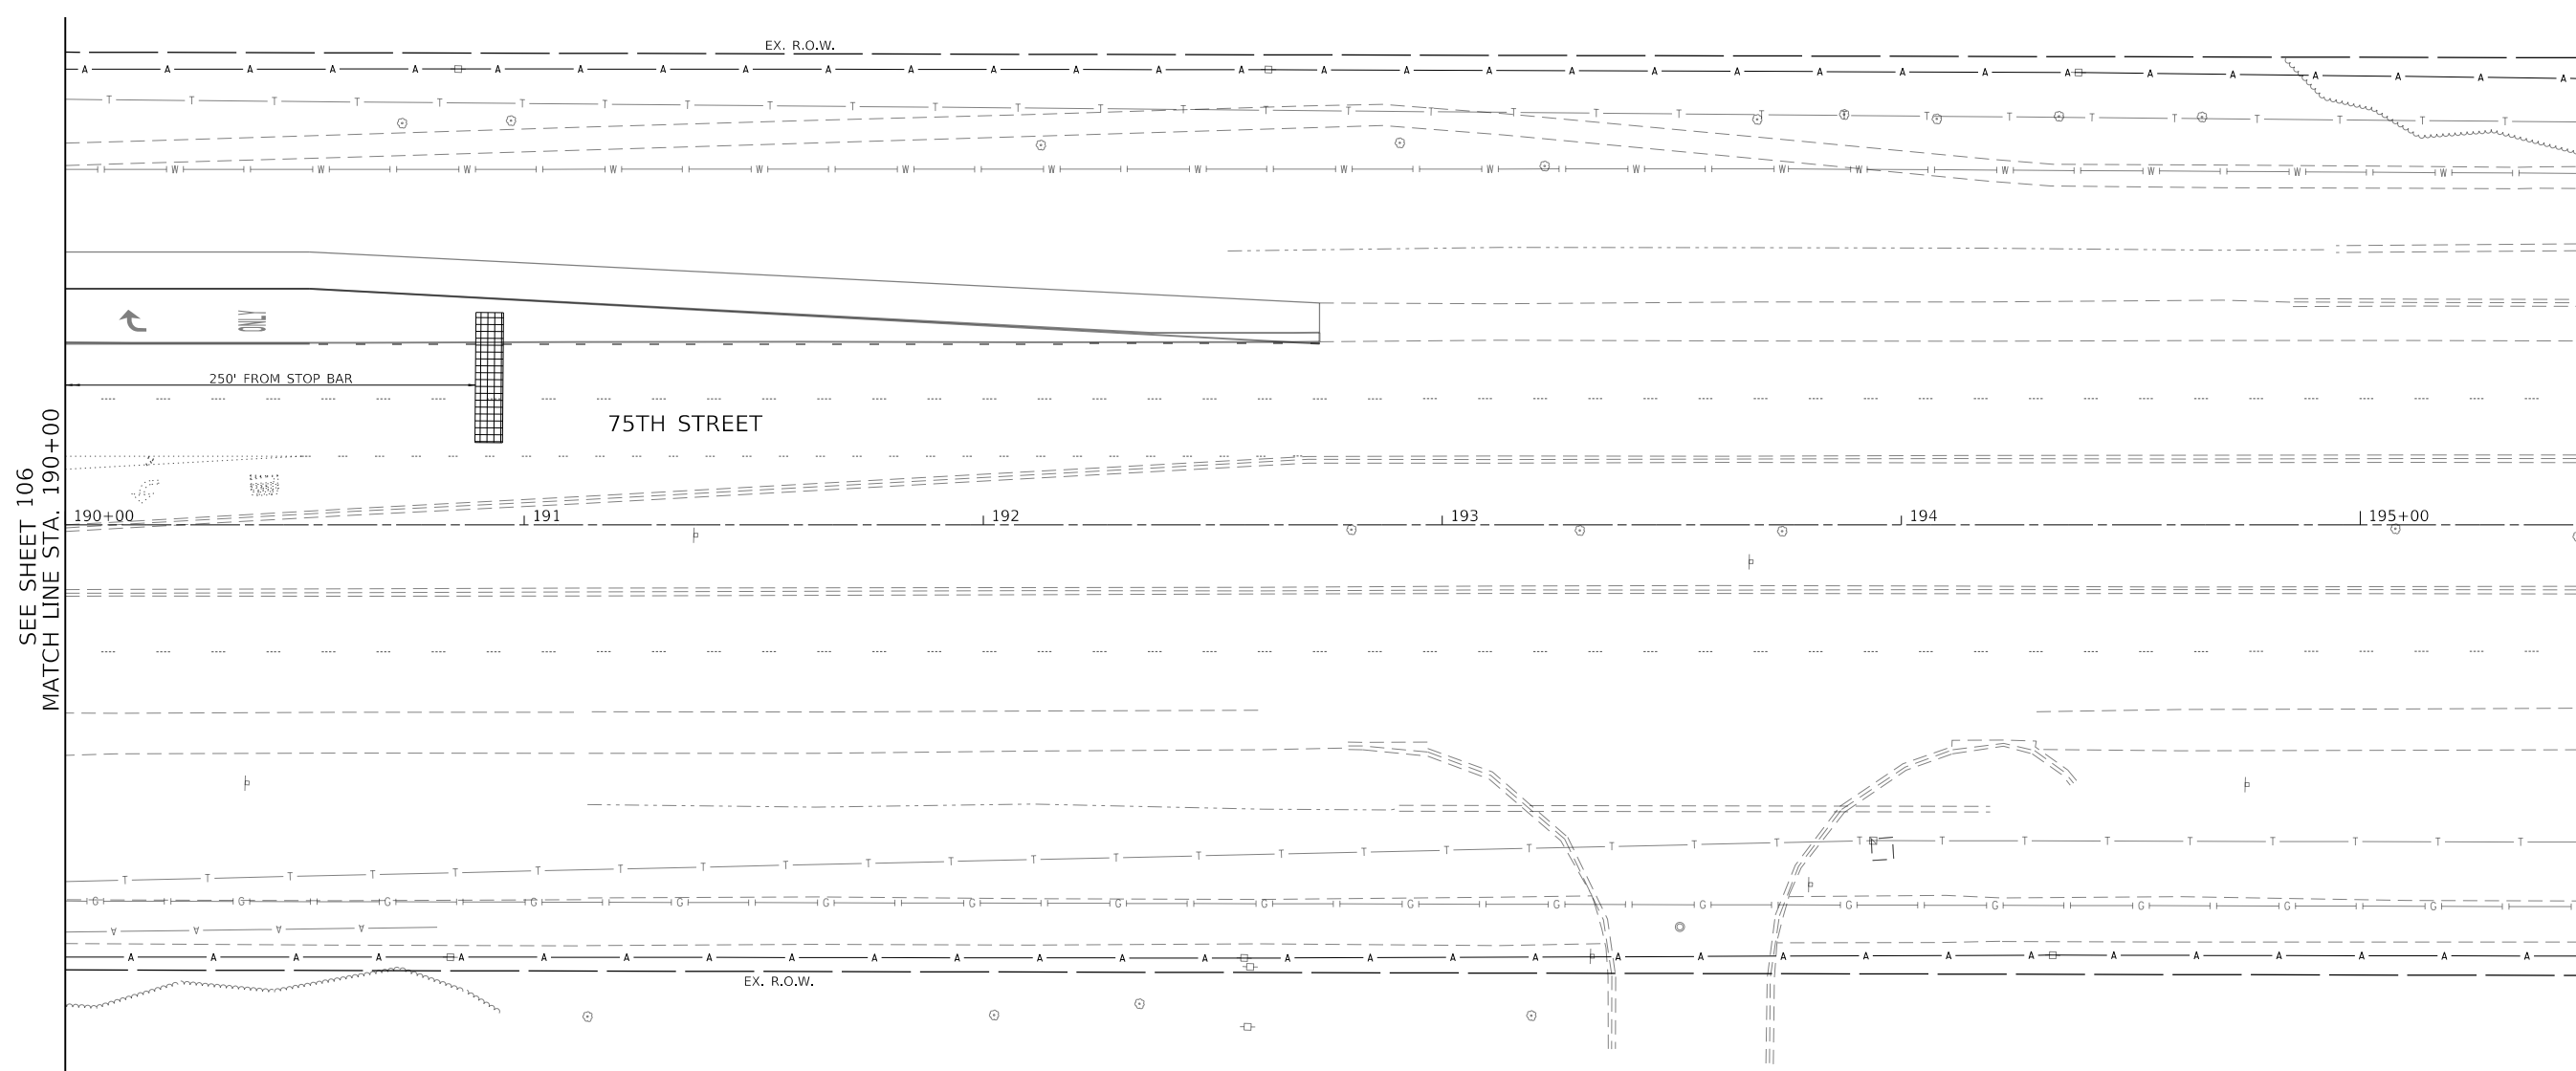 EX. R.O.W.
ONLY
250' FROM STOP BAR
75TH STREET
SEE SHEET 106
MATCH LINE STA. 190+00
190+00
191
192
193
194
195+00
EX. R.O.W.